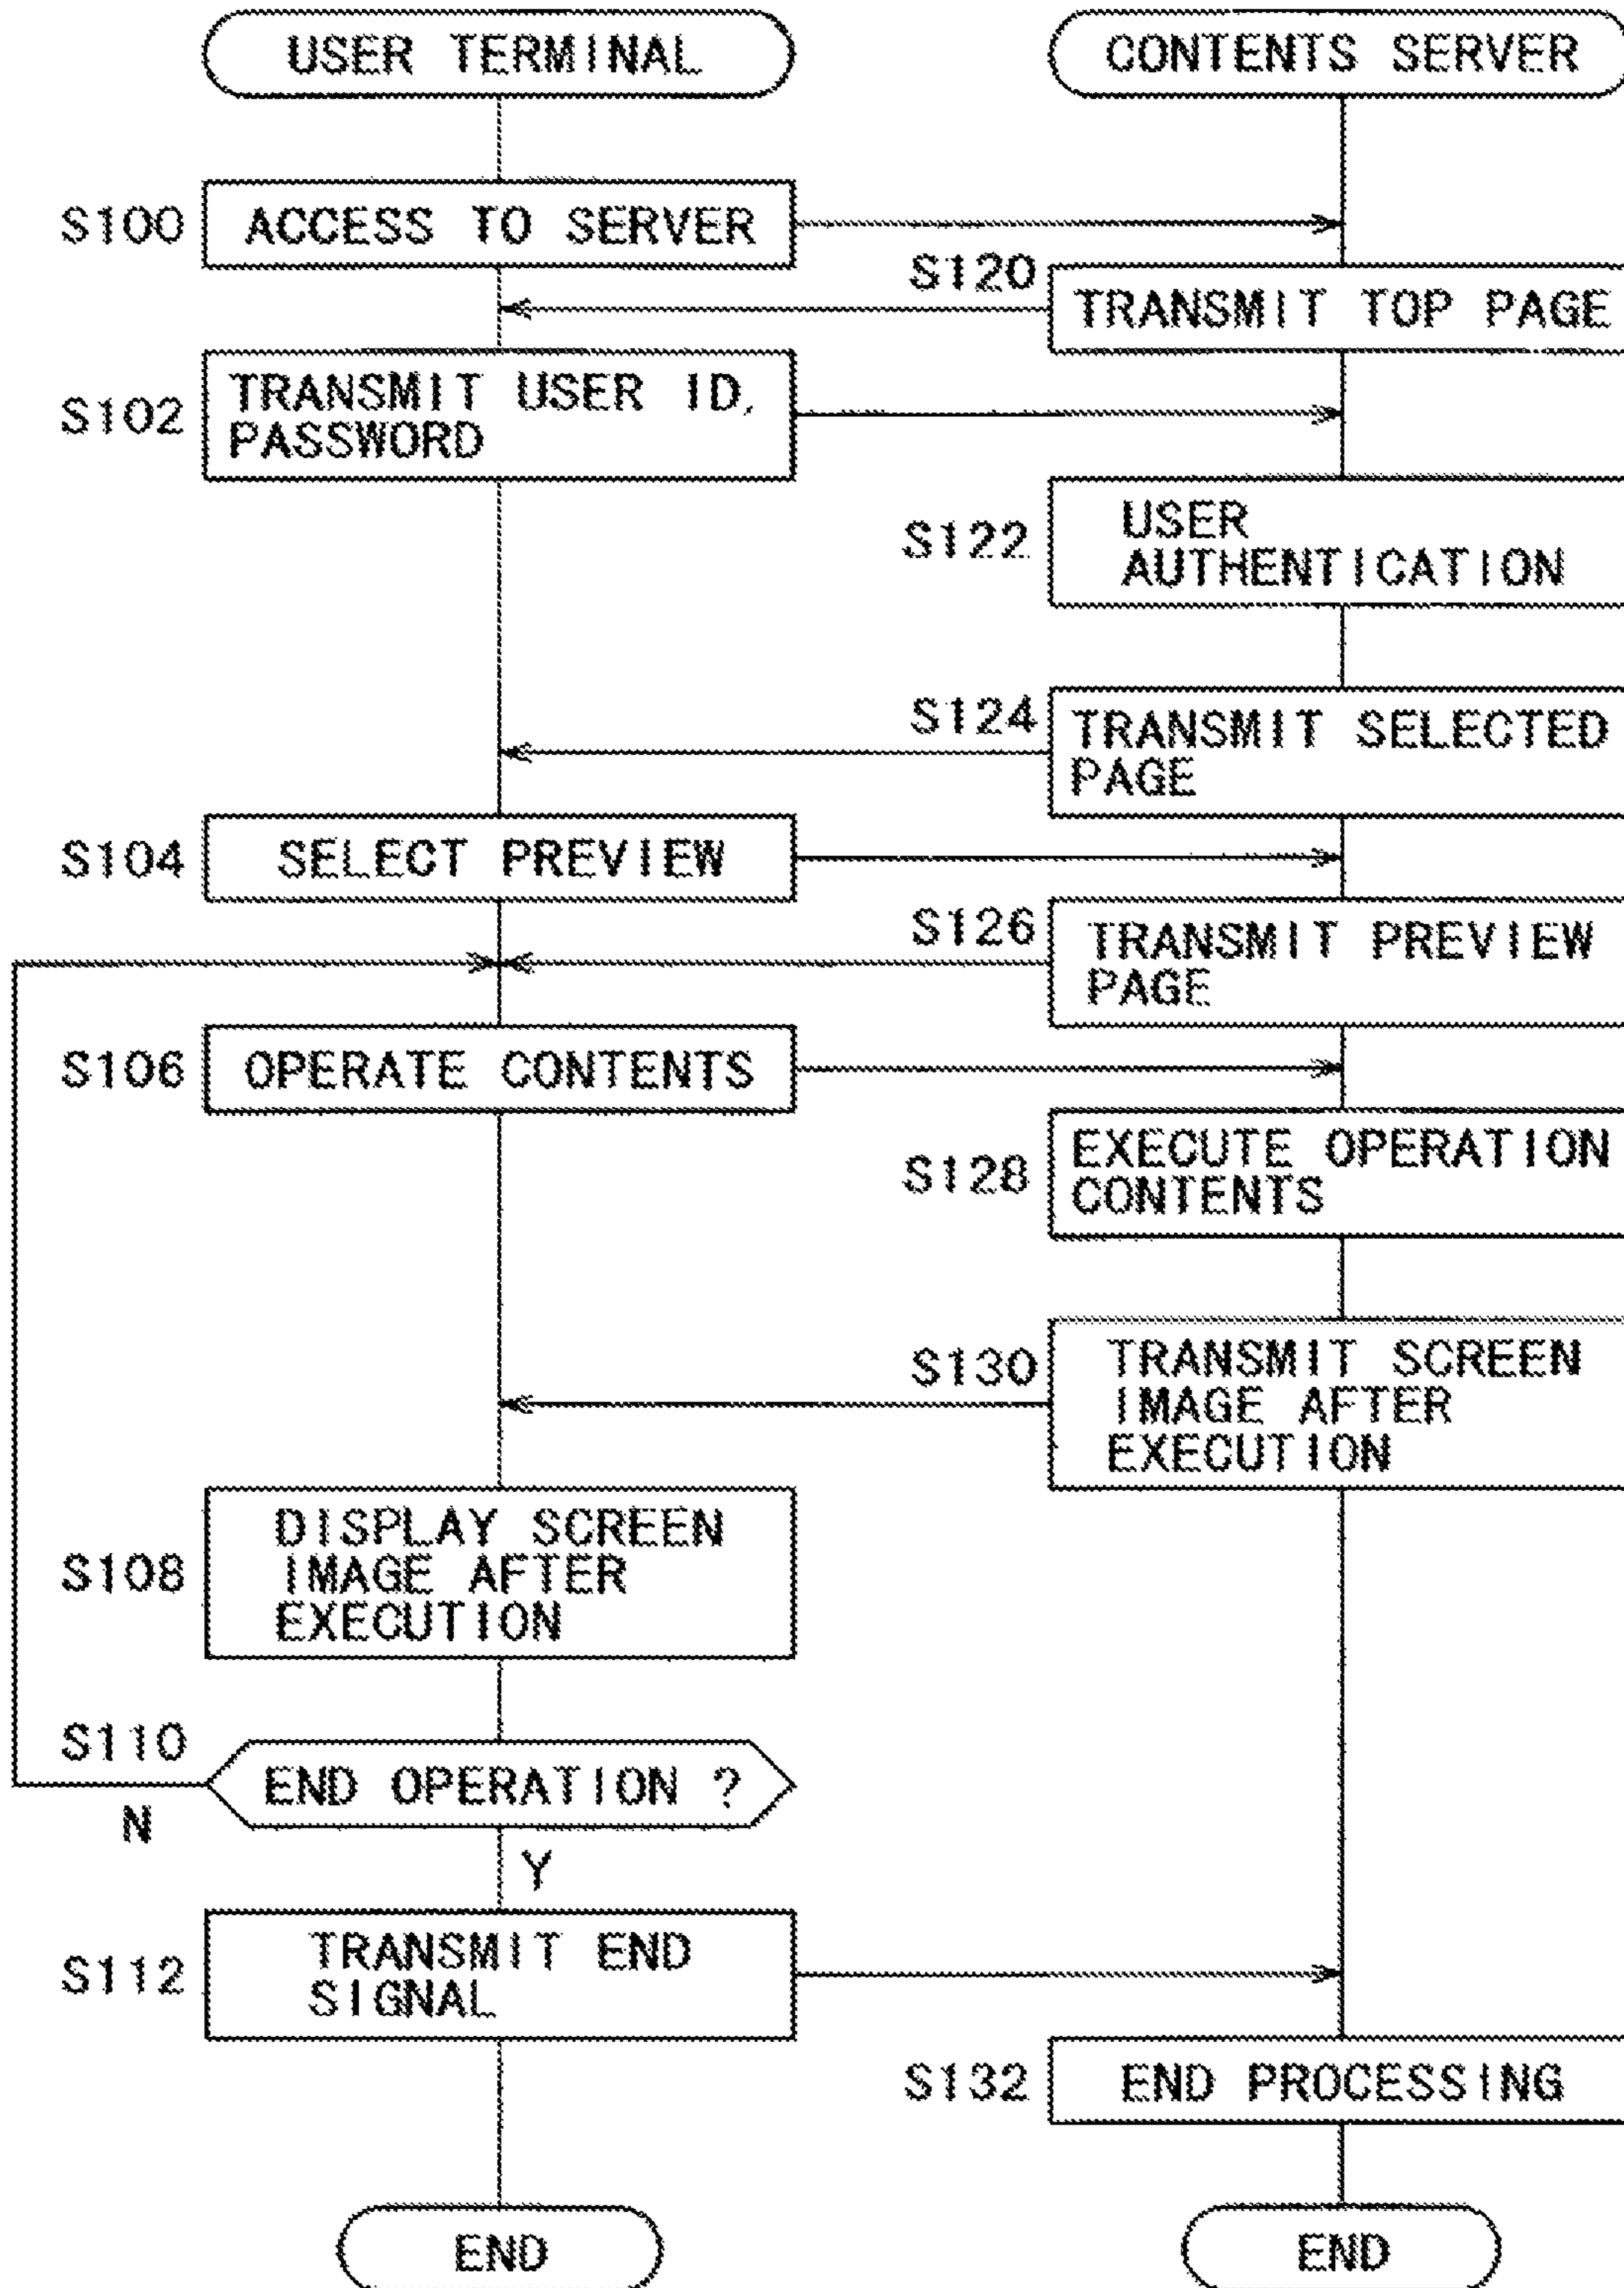 USER TERMINAL
CONTENTS SERVER
S100
ACCESS TO SERVER
S120
TRANSMIT TOP PAGE
S102
TRANSMIT USER ID,
PASSWORD
S122
USER
AUTHENTICATION
S124
TRANSMIT SELECTED
PAGE
S104
SELECT PREVIEW
S126
TRANSMIT PREVIEW
PAGE
S106
OPERATE CONTENTS
S128
EXECUTE OPERATION
CONTENTS
S130
TRANSMIT SCREEN
IMAGE AFTER
EXECUTION
S108
DISPLAY SCREEN
IMAGE AFTER
EXECUTION
S110
END OPERATION ?
N
Y
S112
TRANSMIT END
SIGNAL
S132
END PROCESSING
END
END